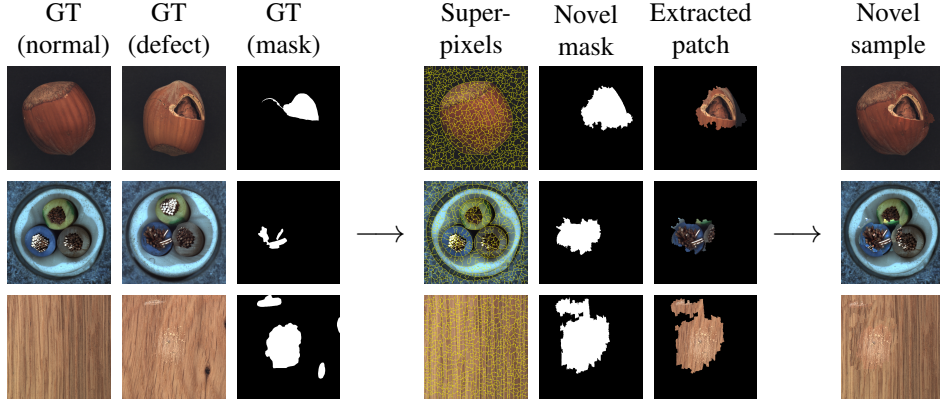 GT
(normal)
GT
(defect)
GT
(mask)
Super-
pixels
Novel
mask
Extracted
patch
Novel
sample